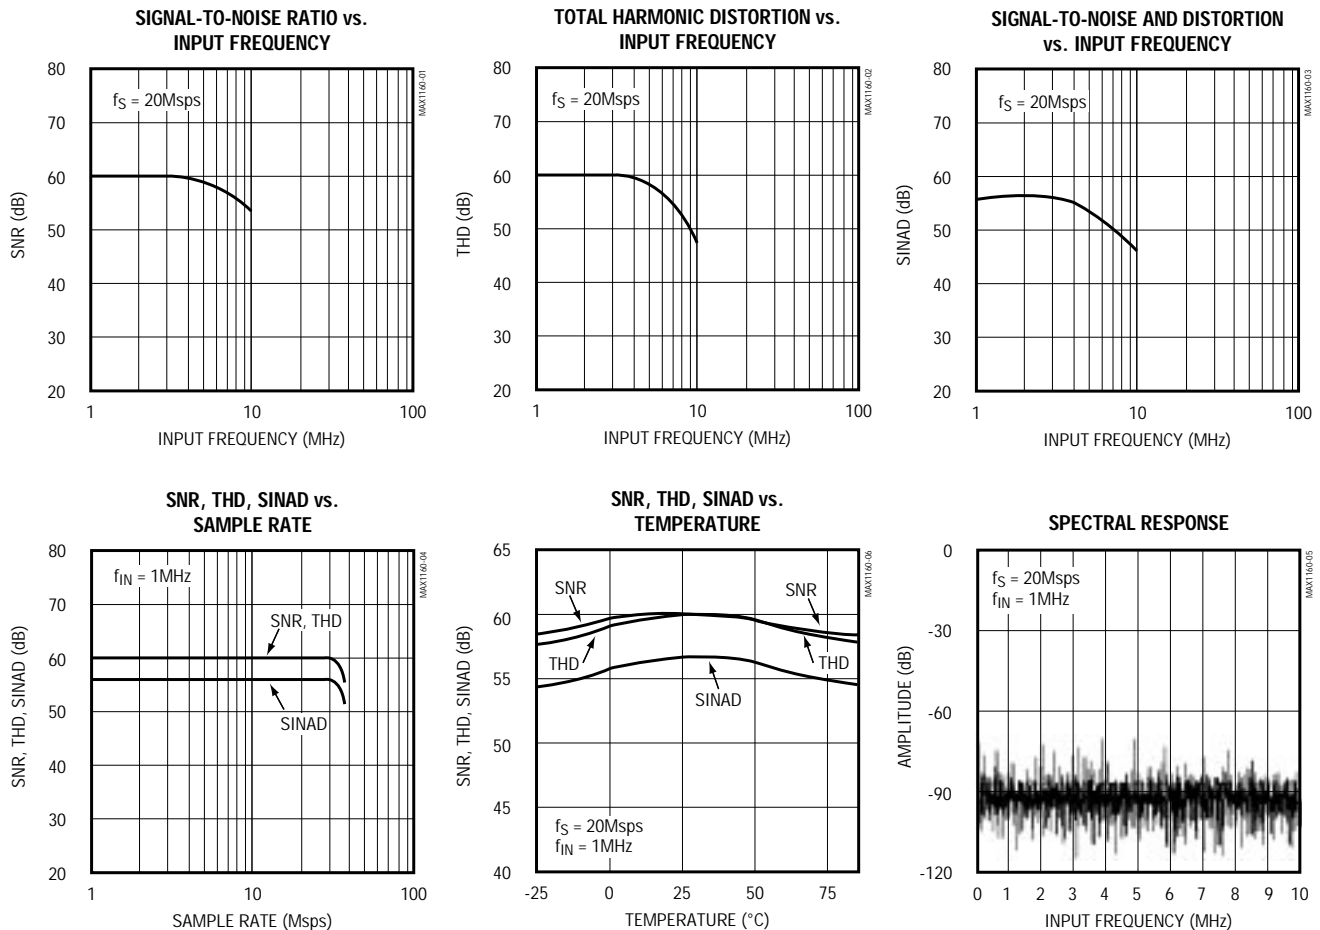 SIGNAL-TO-NOISE RATIO vs.
INPUT FREQUENCY
80
70
60
50
40
30
20
SNR (dB)
fS = 20Msps
MAX1160-01
1
10
100
INPUT FREQUENCY (MHz)
TOTAL HARMONIC DISTORTION vs.
INPUT FREQUENCY
80
70
60
50
40
30
20
THD (dB)
fS = 20Msps
MAX1160-02
1
10
100
INPUT FREQUENCY (MHz)
SIGNAL-TO-NOISE AND DISTORTION
vs. INPUT FREQUENCY
80
70
60
50
40
30
20
SINAD (dB)
fS = 20Msps
MAX1160-03
1
10
100
INPUT FREQUENCY (MHz)
SNR, THD, SINAD vs.
SAMPLE RATE
80
70
60
50
40
30
20
SNR, THD, SINAD (dB)
fIN = 1MHz
SNR, THD
SINAD
MAX1160-04
1
10
100
SAMPLE RATE (Msps)
SNR, THD, SINAD vs.
TEMPERATURE
65
60
55
50
45
40
SNR, THD, SINAD (dB)
SNR
SNR
THD
THD
SINAD
fS = 20Msps
fIN = 1MHz
MAX1160-06
-25
0
25
50
75
TEMPERATURE (°C)
SPECTRAL RESPONSE
0
-30
-60
-90
-120
AMPLITUDE (dB)
fS = 20Msps
fIN = 1MHz
MAX1160-05
0 1 2 3 4 5 6 7 8 9 10
INPUT FREQUENCY (MHz)